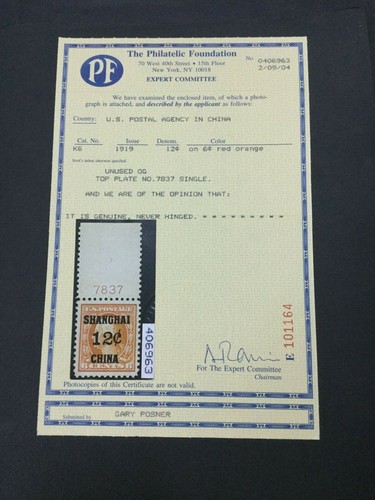 PF
The Philatelic Foundation
70 West 40th Street • 15th Floor
New York, NY 10018
EXPERT COMMITTEE
No 0406963
2/09/04
We have examined the enclosed item, of which a photo-
graph is attached, and described by the applicant as follows:
Country: U.S. POSTAL AGENCY IN CHINA
Cat. No. Issue Denom. Color
K6 1919 12¢ on 6¢ red orange
UNUSED OG
TOP PLATE NO.7837 SINGLE.
AND WE ARE OF THE OPINION THAT:
IT IS GENUINE, NEVER HINGED. - - - - - - - - -
7837
U.S. POSTAGE
SHANGHAI
12¢
CHINA
CENTS
406963
E 101164
For The Expert Committee
Chairman
Photocopies of this Certificate are not valid.
Submitted by GARY POSNER